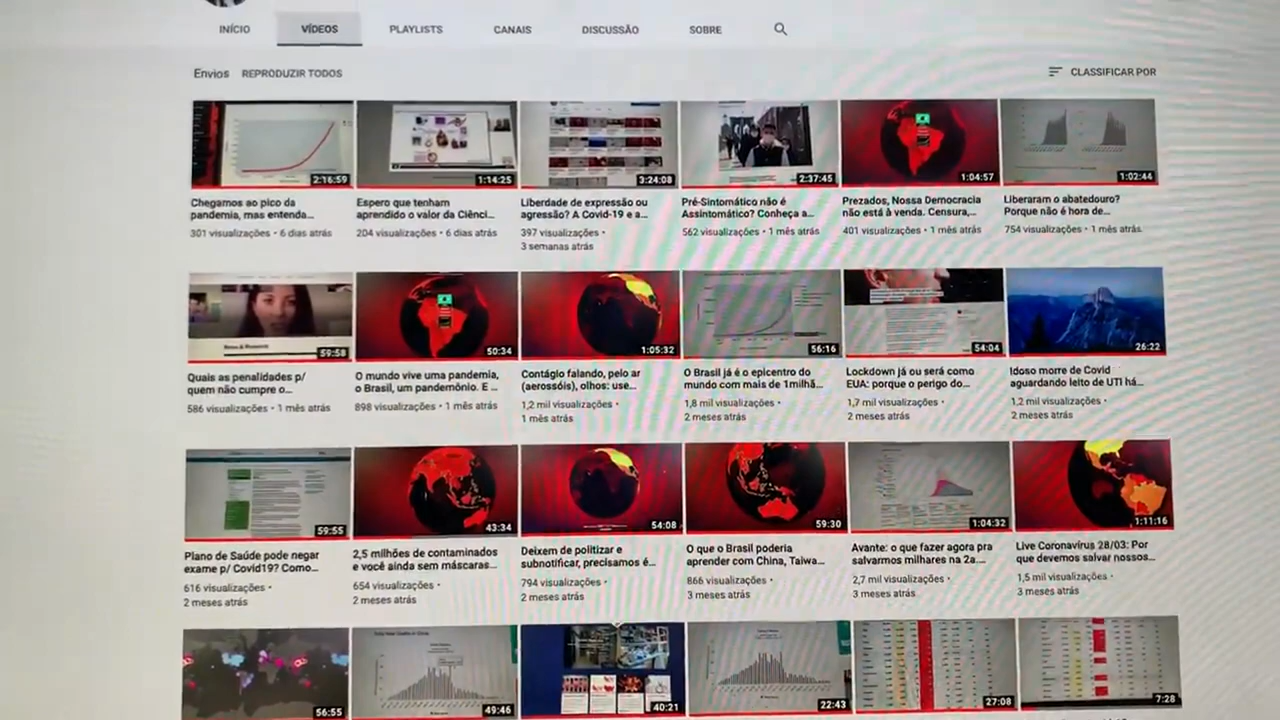 INÍCIO VÍDEOS PLAYLISTS CANAIS DISCUSSÃO SOBRE
Envios REPRODUZIR TODOS CLASSIFICAR POR
2:16:59 1:14:25 3:24:08 2:37:45 1:04:57 1:02:44
Chegamos ao pico da
pandemia, mas entenda...
301 visualizações • 6 dias atrás
Espero que tenham
aprendido o valor da Ciênci...
204 visualizações • 6 dias atrás
Liberdade de expressão ou
agressão? A Covid-19 e a...
397 visualizações •
3 semanas atrás
Pré-Sintomático não é
Assintomático? Conheça a...
562 visualizações • 1 mês atrás
Prezados, Nossa Democracia
não está à venda. Censura,...
401 visualizações • 1 mês atrás
Liberaram o abatedouro?
Porque não é hora de...
754 visualizações • 1 mês atrás
59:58 50:34 1:05:32 56:16 54:04 26:22
Quais as penalidades p/
quem não cumpre o...
586 visualizações • 1 mês atrás
O mundo vive uma pandemia,
o Brasil, um pandemônio. E ...
898 visualizações • 1 mês atrás
Contágio falando, pelo ar
(aerossóis), olhos: use...
1,2 mil visualizações •
1 mês atrás
O Brasil já é o epicentro do
mundo com mais de 1milhã...
1,8 mil visualizações •
2 meses atrás
Lockdown já ou será como
EUA: porque o perigo do...
1,7 mil visualizações •
2 meses atrás
Idoso morre de Covid
aguardando leito de UTI há...
1,2 mil visualizações •
2 meses atrás
59:55 43:34 54:08 59:30 1:04:32 1:11:16
Plano de Saúde pode negar
exame p/ Covid19? Como...
616 visualizações •
2 meses atrás
2,5 milhões de contaminados
e você ainda sem máscaras...
654 visualizações •
2 meses atrás
Deixem de politizar e
subnotificar, precisamos é...
794 visualizações •
2 meses atrás
O que o Brasil poderia
aprender com China, Taiwa...
866 visualizações •
3 meses atrás
Avante: o que fazer agora pra
salvarmos milhares na 2a....
2,7 mil visualizações •
3 meses atrás
Live Coronavírus 28/03: Por
que devemos salvar nossos...
1,5 mil visualizações •
3 meses atrás
56:55 49:46 40:21 22:43 27:08 7:28